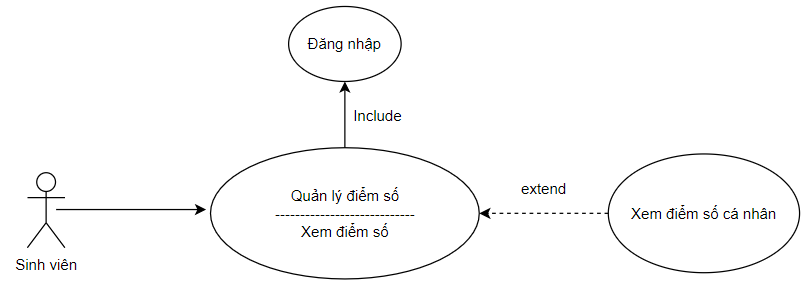 Đăng nhập
Include
Quản lý điểm số
Xem điểm số
extend
Xem điểm số cá nhân
Sinh viên